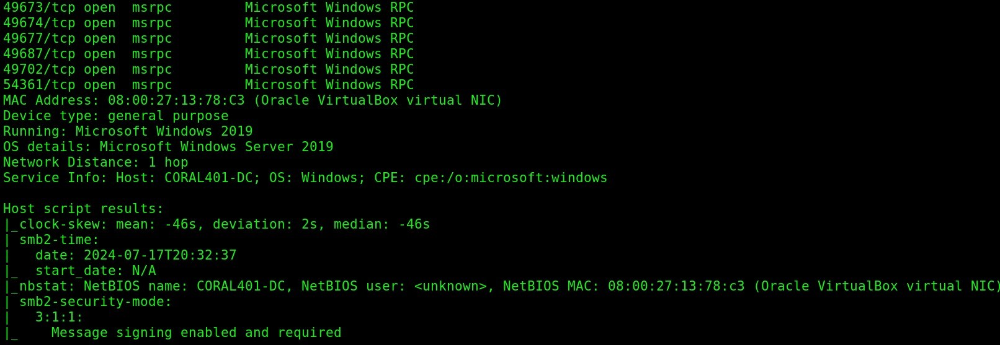 49673/tcp open  msrpc         Microsoft Windows RPC
49674/tcp open  msrpc         Microsoft Windows RPC
49677/tcp open  msrpc         Microsoft Windows RPC
49687/tcp open  msrpc         Microsoft Windows RPC
49702/tcp open  msrpc         Microsoft Windows RPC
54361/tcp open  msrpc         Microsoft Windows RPC
MAC Address: 08:00:27:13:78:C3 (Oracle VirtualBox virtual NIC)
Device type: general purpose
Running: Microsoft Windows 2019
OS details: Microsoft Windows Server 2019
Network Distance: 1 hop
Service Info: Host: CORAL401-DC; OS: Windows; CPE: cpe:/o:microsoft:windows

Host script results:
|_clock-skew: mean: -46s, deviation: 2s, median: -46s
| smb2-time:
|   date: 2024-07-17T20:32:37
|_  start_date: N/A
|_nbstat: NetBIOS name: CORAL401-DC, NetBIOS user: <unknown>, NetBIOS MAC: 08:00:27:13:78:c3 (Oracle VirtualBox virtual NIC)
| smb2-security-mode:
|   3:1:1:
|_    Message signing enabled and required